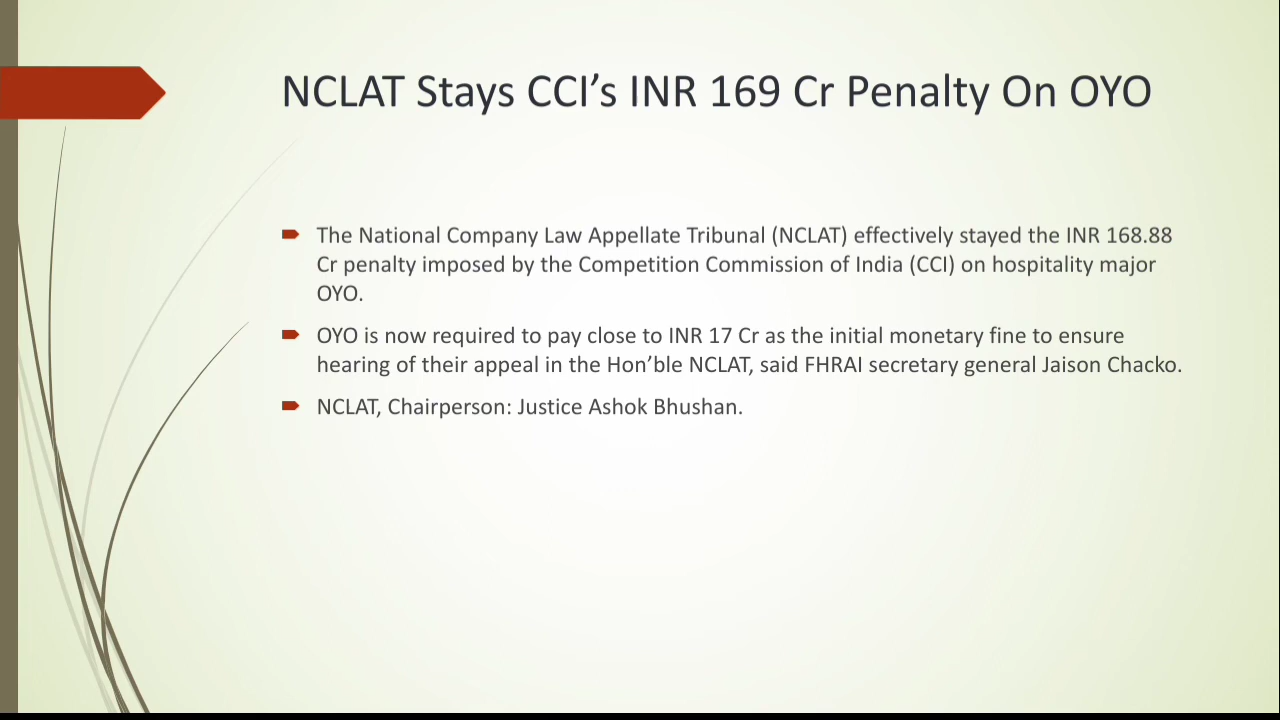 NCLAT Stays CCI’s INR 169 Cr Penalty On OYO
The National Company Law Appellate Tribunal (NCLAT) effectively stayed the INR 168.88
Cr penalty imposed by the Competition Commission of India (CCI) on hospitality major
OYO.
OYO is now required to pay close to INR 17 Cr as the initial monetary fine to ensure
hearing of their appeal in the Hon’ble NCLAT, said FHRAI secretary general Jaison Chacko.
NCLAT, Chairperson: Justice Ashok Bhushan.